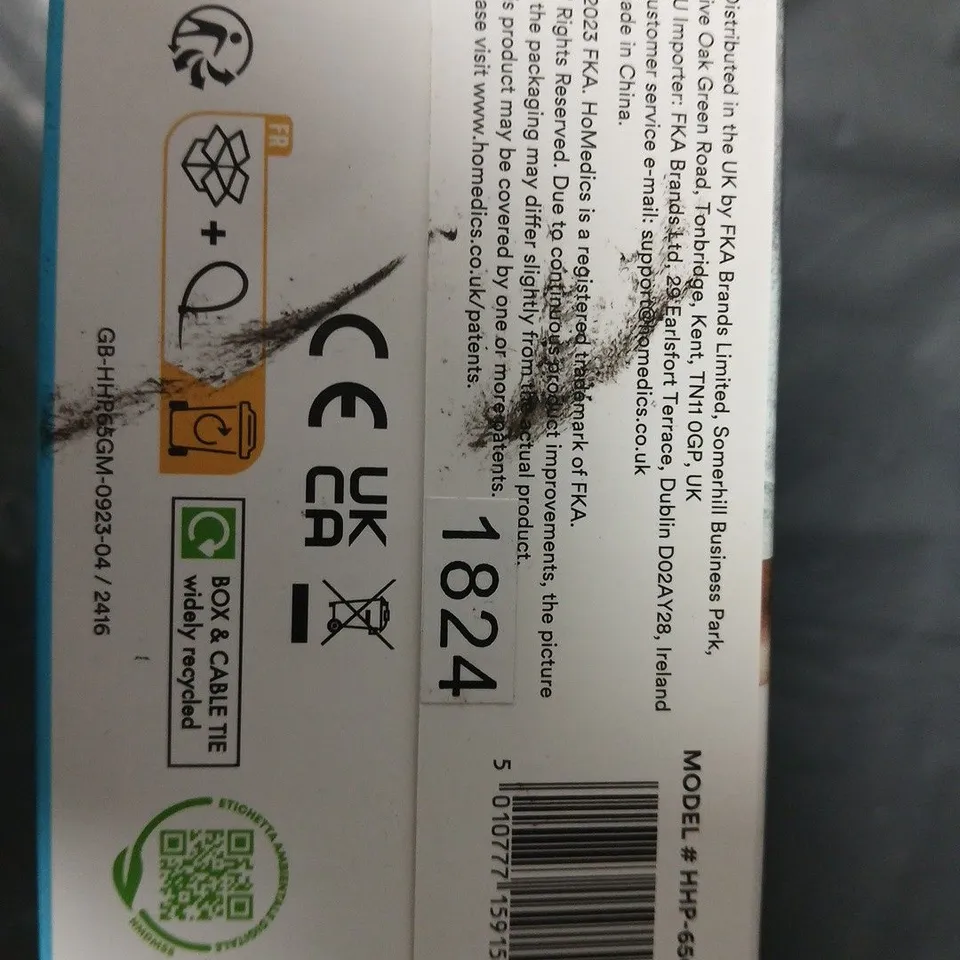 Distributed in the UK by FKA Brands Limited, Somerhill Business Park,
ive Oak Green Road, Tonbridge, Kent, TN11 0GP, UK
U Importer: FKA Brands Ltd, 29 Earlsfort Terrace, Dublin D02AY28, Ireland
ustomer service e-mail: support@homedics.co.uk
ade in China.
2023 FKA. HoMedics is a registered trademark of FKA.
Rights Reserved. Due to continuous product improvements, the picture
the packaging may differ slightly from the actual product.
s product may be covered by one or more patents.
ase visit www.homedics.co.uk/patents.
MODEL # HHP-65
5 010777 15915
1824
CE
UK
CA
FR
+
BOX & CABLE TIE
widely recycled
ETICHETTA AMBIENTALE DIGITALE
GB-HHP65GM-0923-04 / 2416